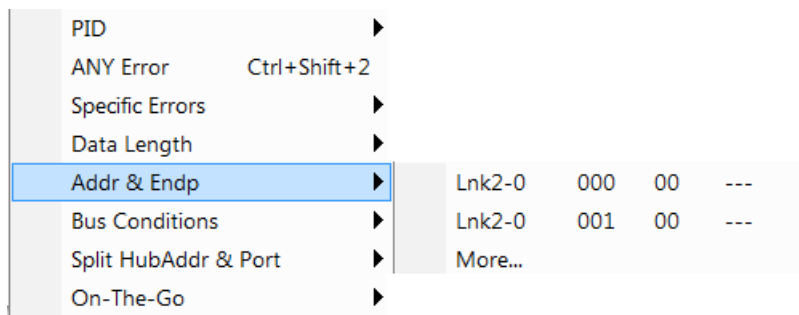 PID
ANY Error Ctrl+Shift+2
Specific Errors
Data Length
Addr & Endp
Lnk2-0 000 00 ---
Bus Conditions
Lnk2-0 001 00 ---
Split HubAddr & Port
More...
On-The-Go